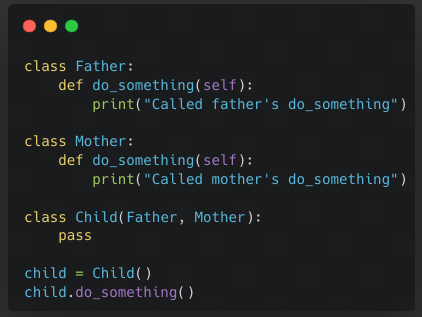 class Father:
    def do_something(self):
        print("Called father's do_something")
class Mother:
    def do_something(self):
        print("Called mother's do_something")
class Child(Father, Mother):
    pass
child = Child()
child.do_something()